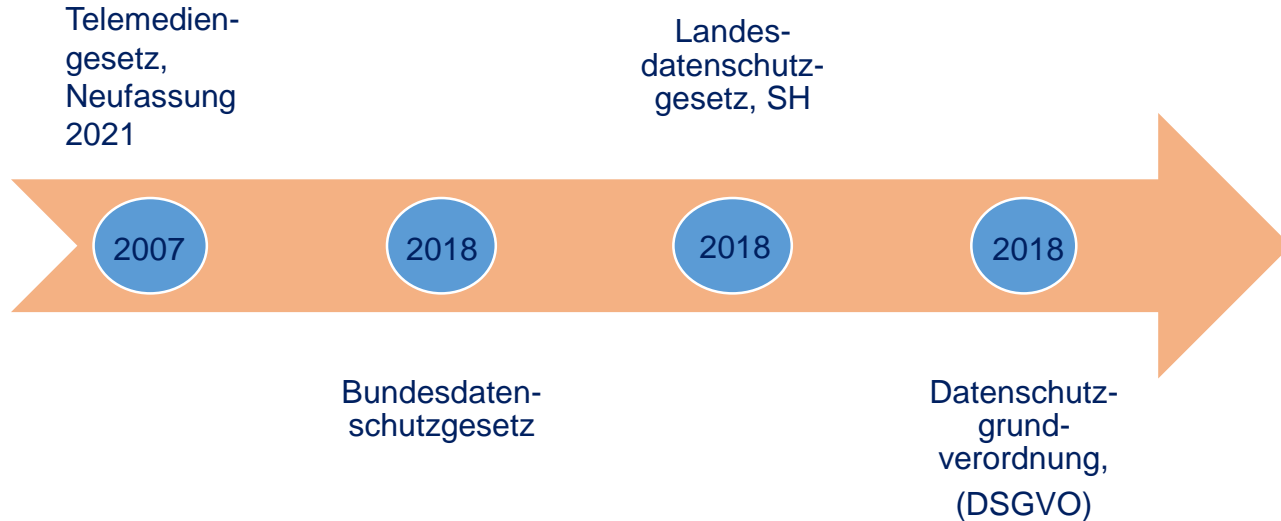 Telemedien-
gesetz,
Neufassung
2021
Landes-
datenschutz-
gesetz, SH
2007
2018
2018
2018
Bundesdaten-
schutzgesetz
Datenschutz-
grund-
verordnung,
(DSGVO)